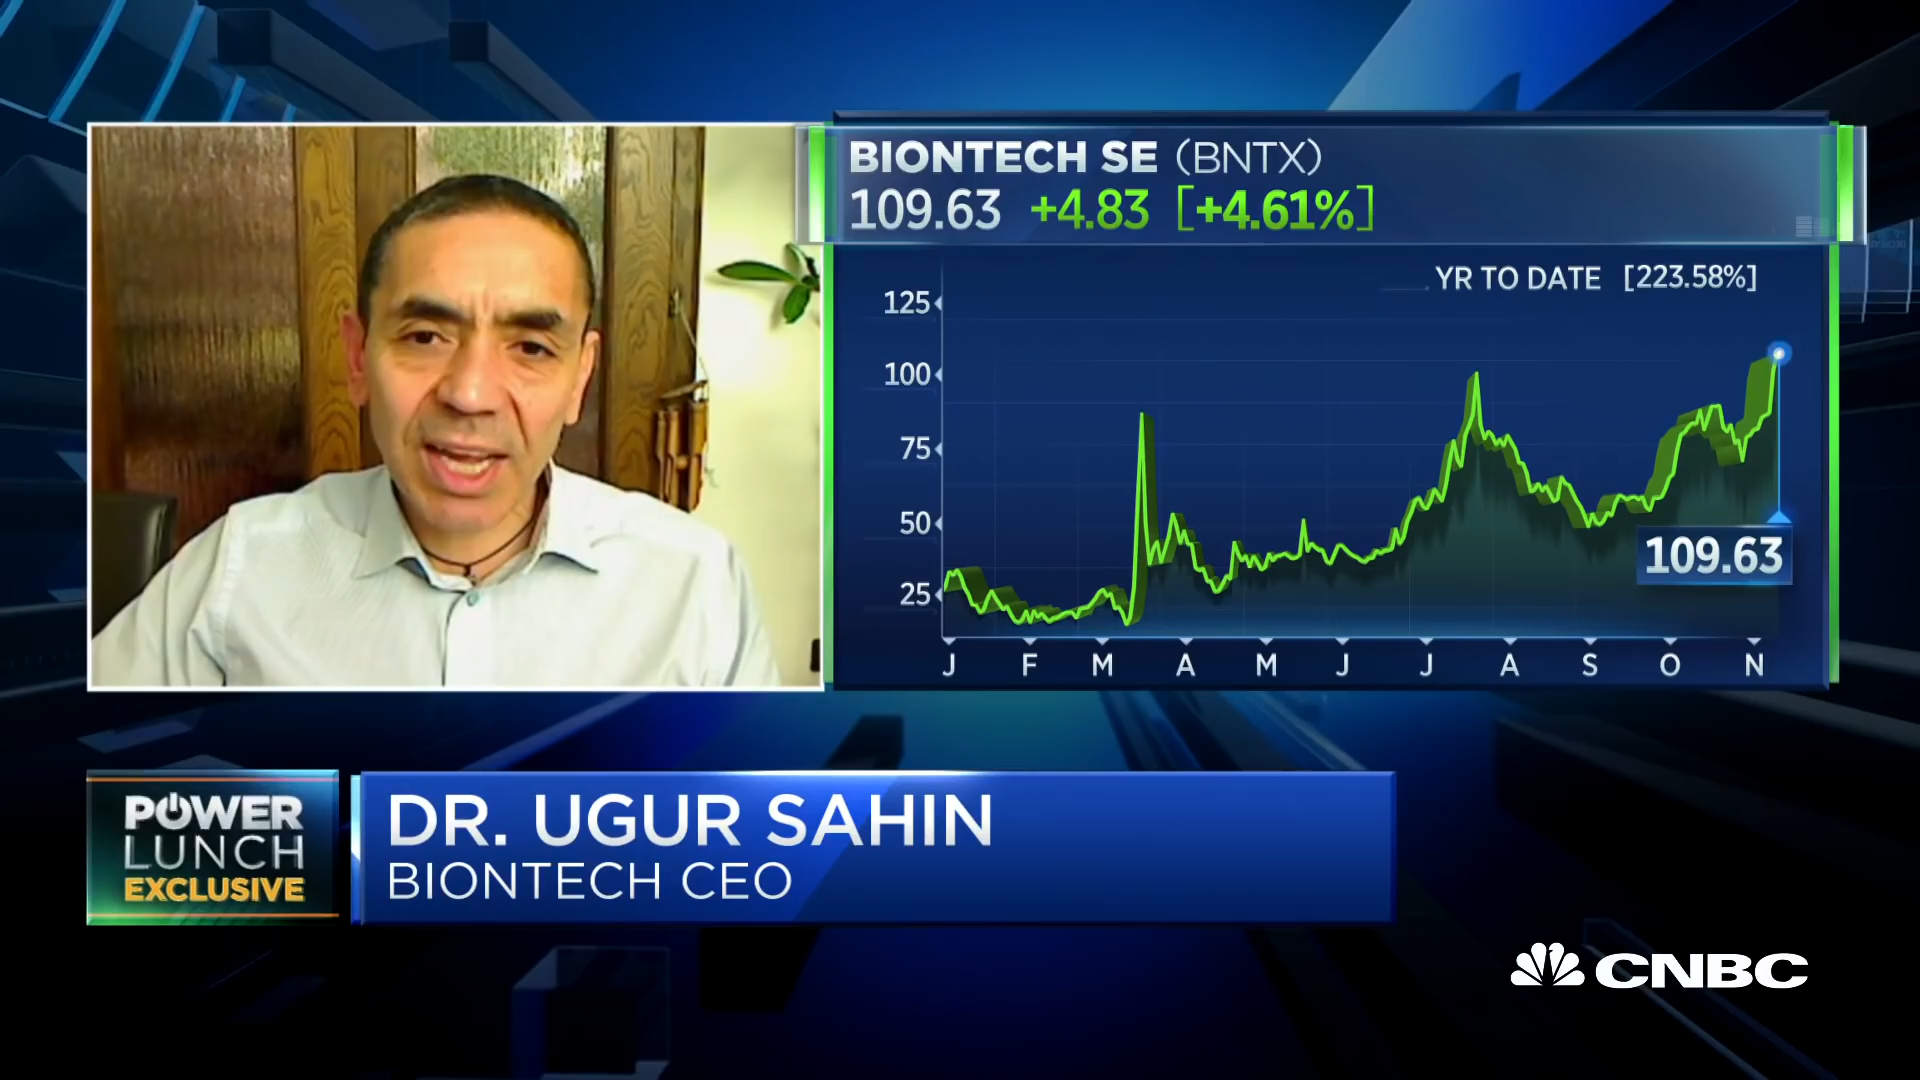 BIONTECH SE (BNTX)
109.63 +4.83 [+4.61%]
YR TO DATE [223.58%]
125
100
75
50
25
109.63
J F M A M J J A S O N
POWER
LUNCH
EXCLUSIVE
DR. UGUR SAHIN
BIONTECH CEO
CNBC